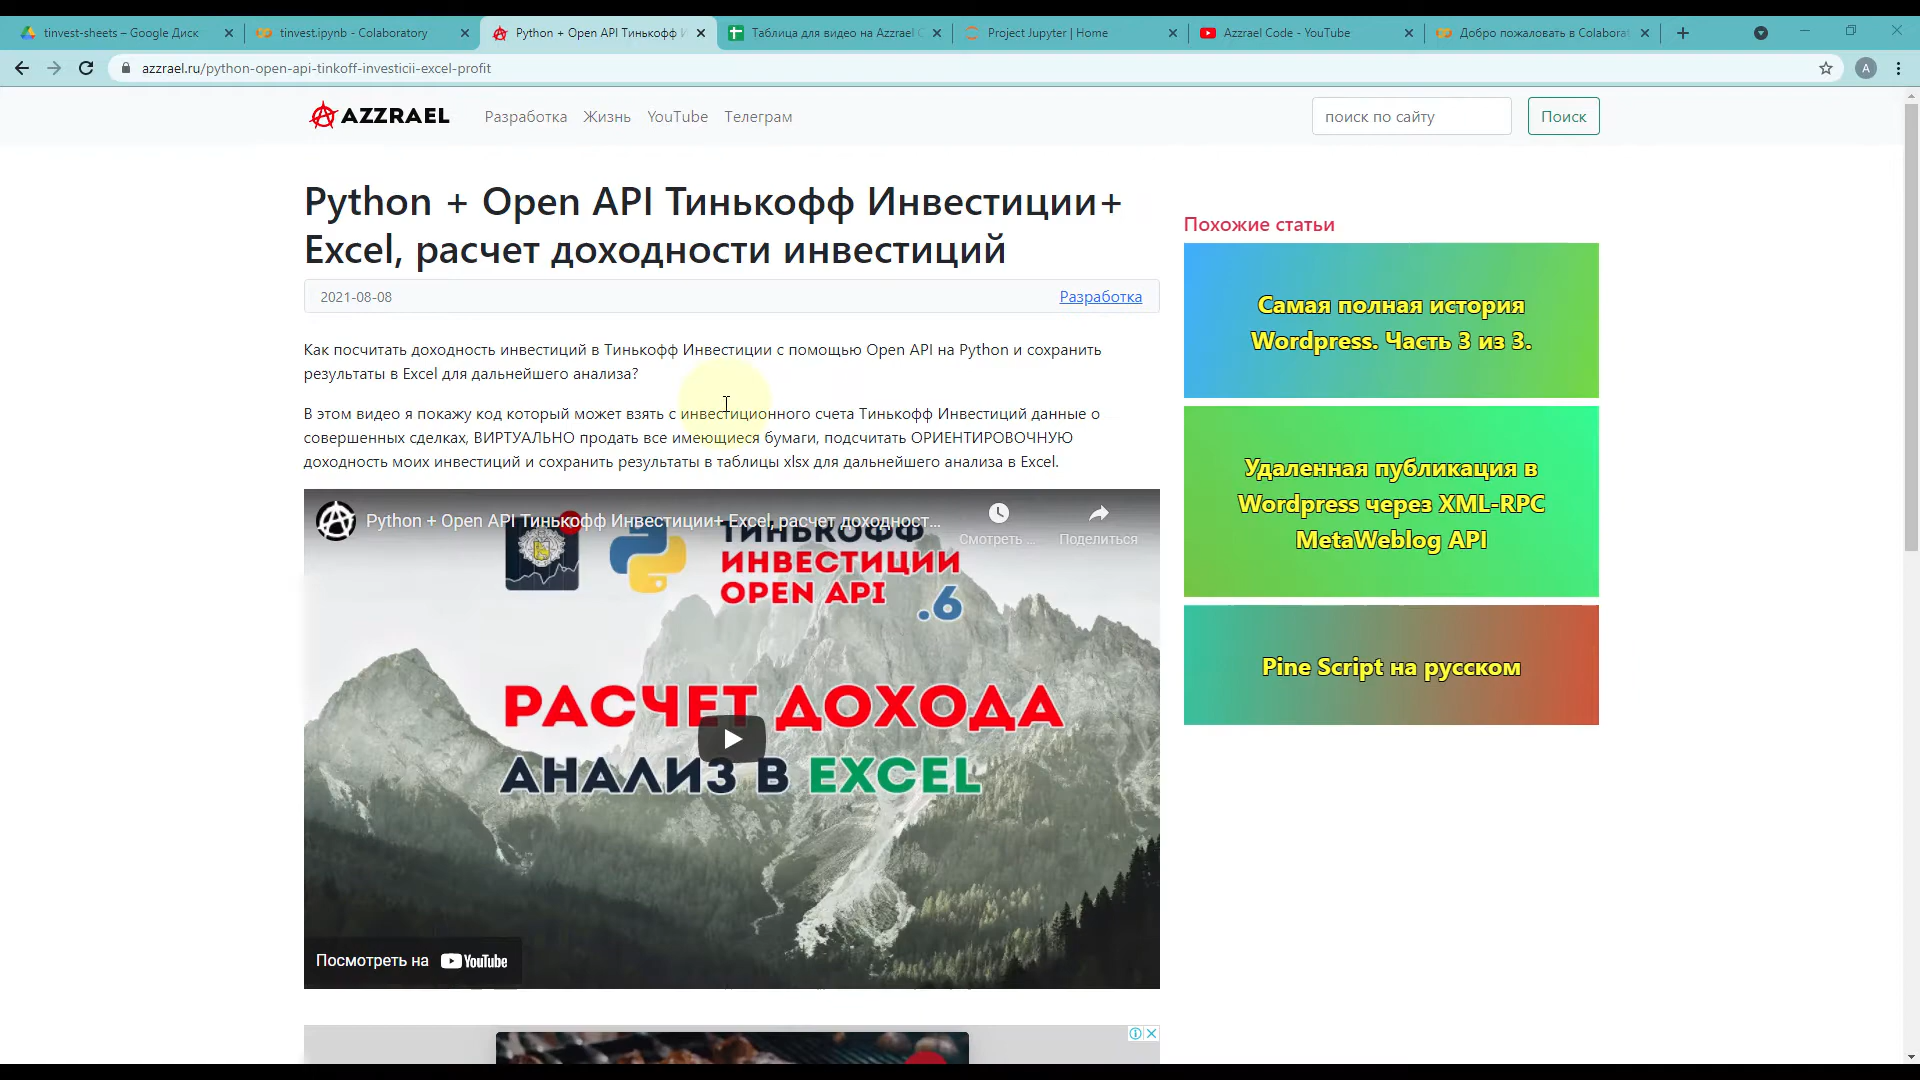 tinvest-sheets – Google Диск
tinvest.ipynb - Colaboratory
Python + Open API Тинькофф И
Таблица для видео на Azzrael C
Project Jupyter | Home
Azzrael Code - YouTube
Добро пожаловать в Colaborat
azzrael.ru/python-open-api-tinkoff-investicii-excel-profit
A
AZZRAEL
Разработка
Жизнь
YouTube
Телеграм
поиск по сайту
Поиск
Python + Open API Тинькофф Инвестиции+
Excel, расчет доходности инвестиций
2021-08-08
Разработка
Как посчитать доходность инвестиций в Тинькофф Инвестиции с помощью Open API на Python и сохранить
результаты в Excel для дальнейшего анализа?
В этом видео я покажу код который может взять с инвестиционного счета Тинькофф Инвестиций данные о
совершенных сделках, ВИРТУАЛЬНО продать все имеющиеся бумаги, подсчитать ОРИЕНТИРОВОЧНУЮ
доходность моих инвестиций и сохранить результаты в таблицы xlsx для дальнейшего анализа в Excel.
Python + Open API Тинькофф Инвестиции+ Excel, расчет доходност...
Смотреть ...
Поделиться
ТИНЬКОФФ
ИНВЕСТИЦИИ
OPEN API
.6
РАСЧЕТ ДОХОДА
АНАЛИЗ В EXCEL
Посмотреть на YouTube
Похожие статьи
Самая полная история
Wordpress. Часть 3 из 3.
Удаленная публикация в
Wordpress через XML-RPC
MetaWeblog API
Pine Script на русском